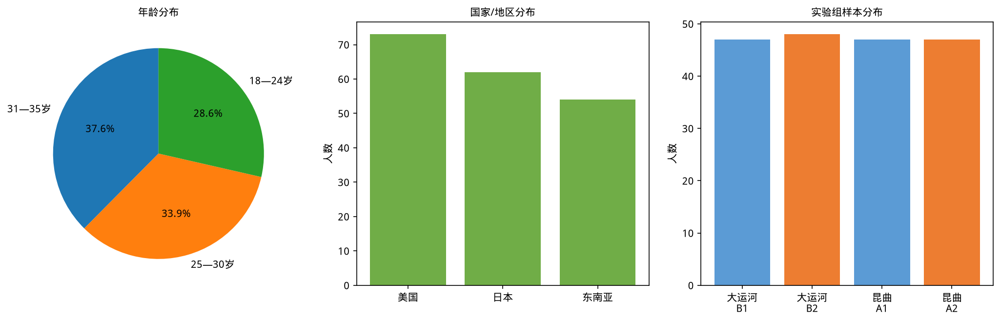 年龄分布
18—24岁
31—35岁
28.6%
37.6%
33.9%
25—30岁
国家/地区分布
人数
70
60
50
40
30
20
10
0
美国
日本
东南亚
实验组样本分布
人数
50
40
30
20
10
0
大运河
B1
大运河
B2
昆曲
A1
昆曲
A2